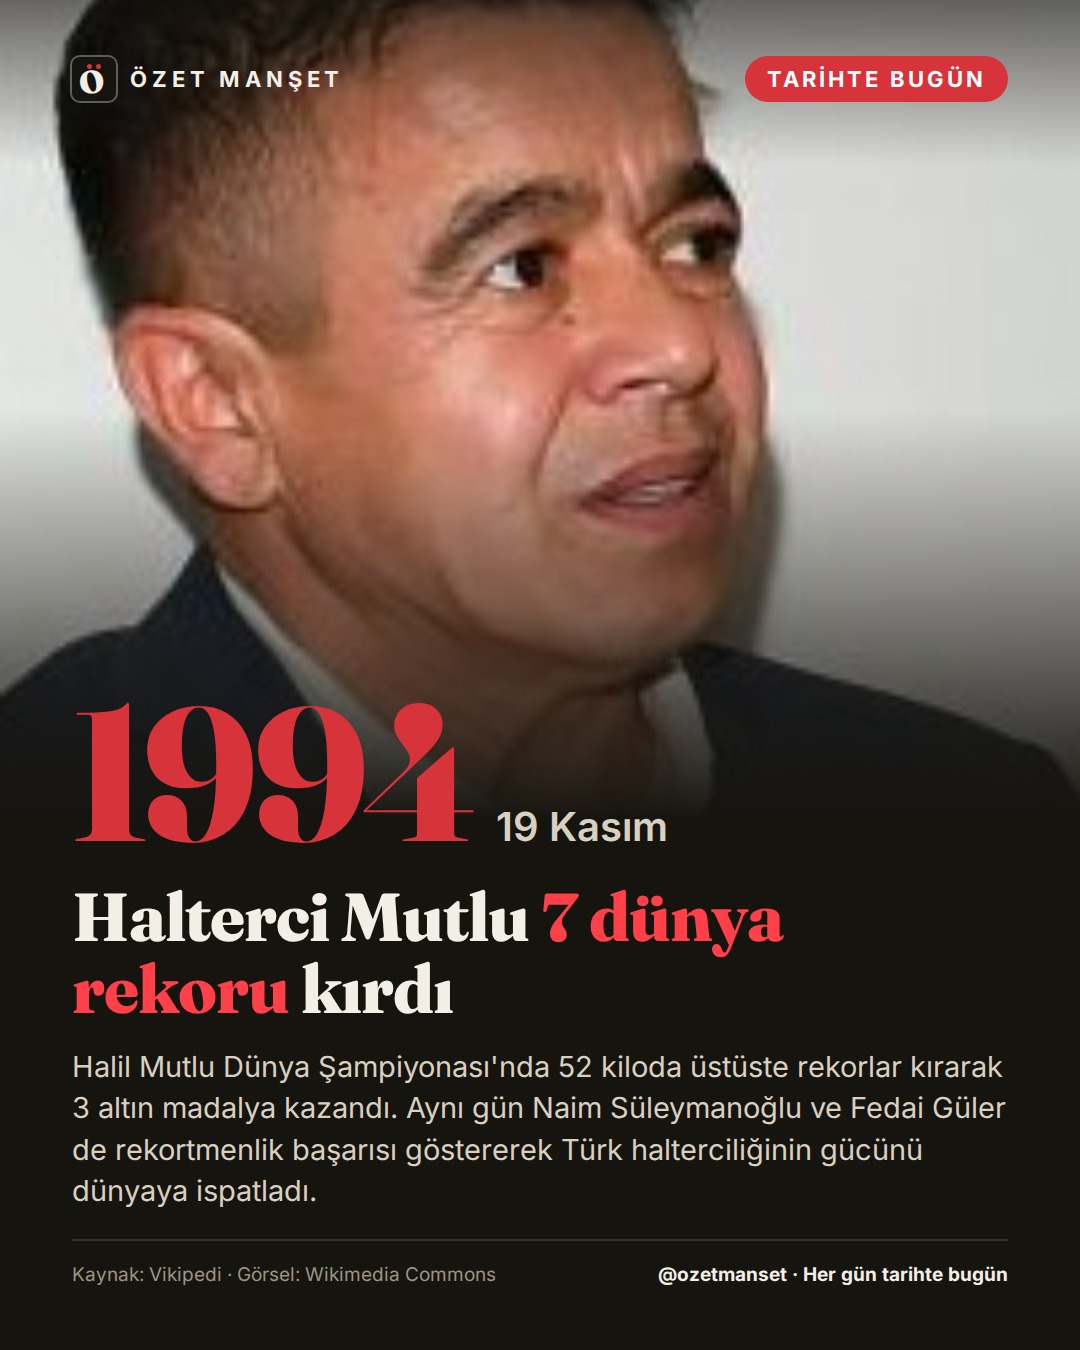 ö ÖZET MANŞET
TARİHTE BUGÜN
1994 19 Kasım
Halterci Mutlu 7 dünya
rekoru kırdı
Halil Mutlu Dünya Şampiyonası'nda 52 kiloda üstüste rekorlar kırarak
3 altın madalya kazandı. Aynı gün Naim Süleymanoğlu ve Fedai Güler
de rekortmenlik başarısı göstererek Türk halterciliğinin gücünü
dünyaya ispatladı.
Kaynak: Vikipedi · Görsel: Wikimedia Commons
@ozetmanset · Her gün tarihte bugün